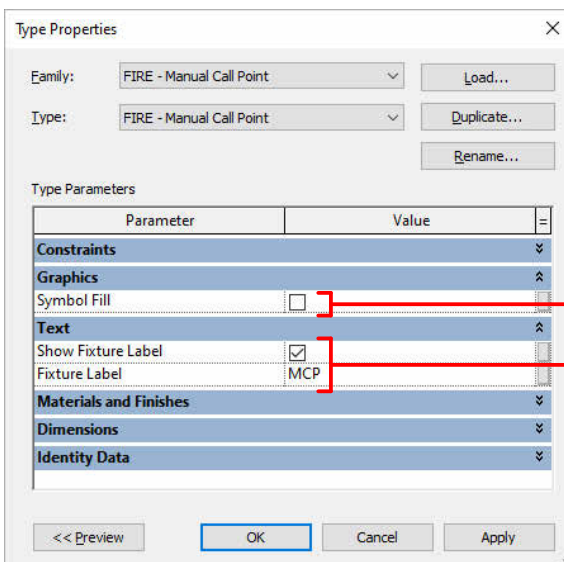 Type Properties
Family: FIRE - Manual Call Point Load...
Type: FIRE - Manual Call Point Duplicate...
Rename...
Type Parameters
Parameter Value =
Constraints
Graphics
Symbol Fill
Text
Show Fixture Label
Fixture Label MCP
Materials and Finishes
Dimensions
Identity Data
<< Preview OK Cancel Apply